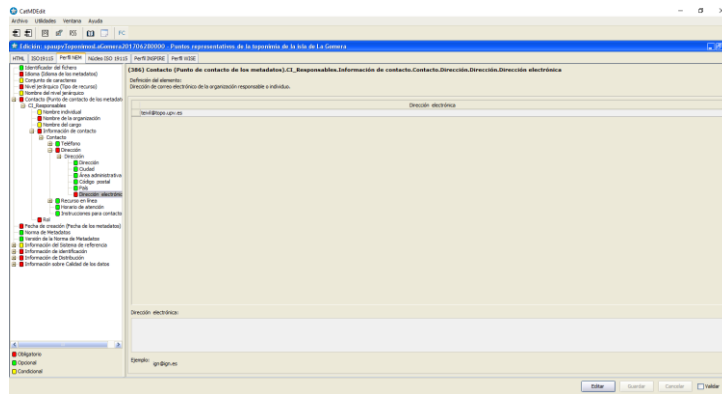 CatMDEdit
Archivo Utilidades Ventana Ayuda
Edición: spaupvToponimosLaGomera201706280000 - Puntos representativos de la toponimia de la isla de La Gomera
HTML ISO19115 Perfil NEM Núcleo ISO 19115 Perfil INSPIRE Perfil WISE
Identificador del fichero
Idioma (Idioma de los metadatos)
Conjunto de caracteres
Nivel jerárquico (Tipo de recurso)
Nombre del nivel jerárquico
Contacto (Punto de contacto de los metadat
CI_Responsables
Nombre individual
Nombre de la organización
Nombre del cargo
Información de contacto
Contacto
Teléfono
Dirección
Dirección
Dirección
Ciudad
Área administrativa
Código postal
País
Dirección electróni
Recurso en línea
Horario de atención
Instrucciones para contacto
Rol
Fecha de creación (Fecha de los metadatos)
Norma de Metadatos
Versión de la Norma de Metadatos
Información del Sistema de referencia
Información de identificación
Información de Distribución
Información sobre Calidad de los datos
Obligatorio
Opcional
Condicional
(386) Contacto (Punto de contacto de los metadatos).CI_Responsables.Información de contacto.Contacto.Dirección.Dirección.Dirección electrónica
Definición del elemento:
Dirección de correo electrónico de la organización responsable o individuo.
Dirección electrónica
Dirección electrónica:
Ejemplo: ign@ign.es
Editar Guardar Cancelar Validar